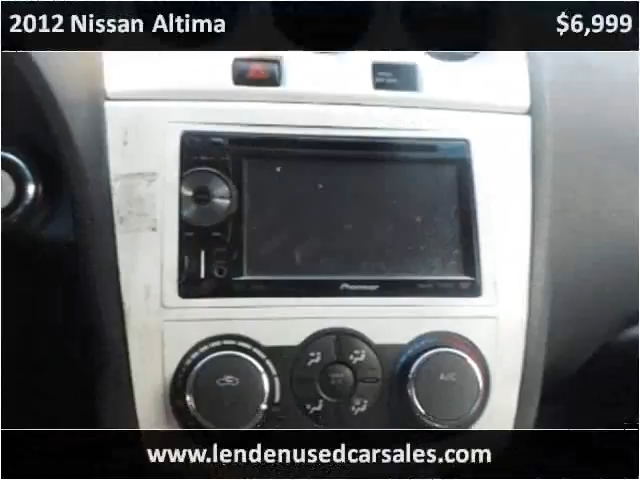 2012 Nissan Altima
$6,999
Pioneer
A/C
www.lendenusedcarsales.com